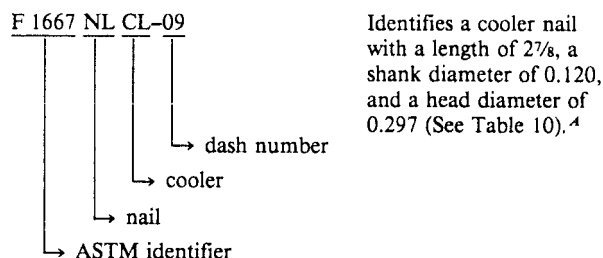 F 1667 NL CL–09
dash number
cooler
nail
ASTM identifier
Identifies a cooler nail
with a length of 2⅞, a
shank diameter of 0.120,
and a head diameter of
0.297 (See Table 10).ᴬ